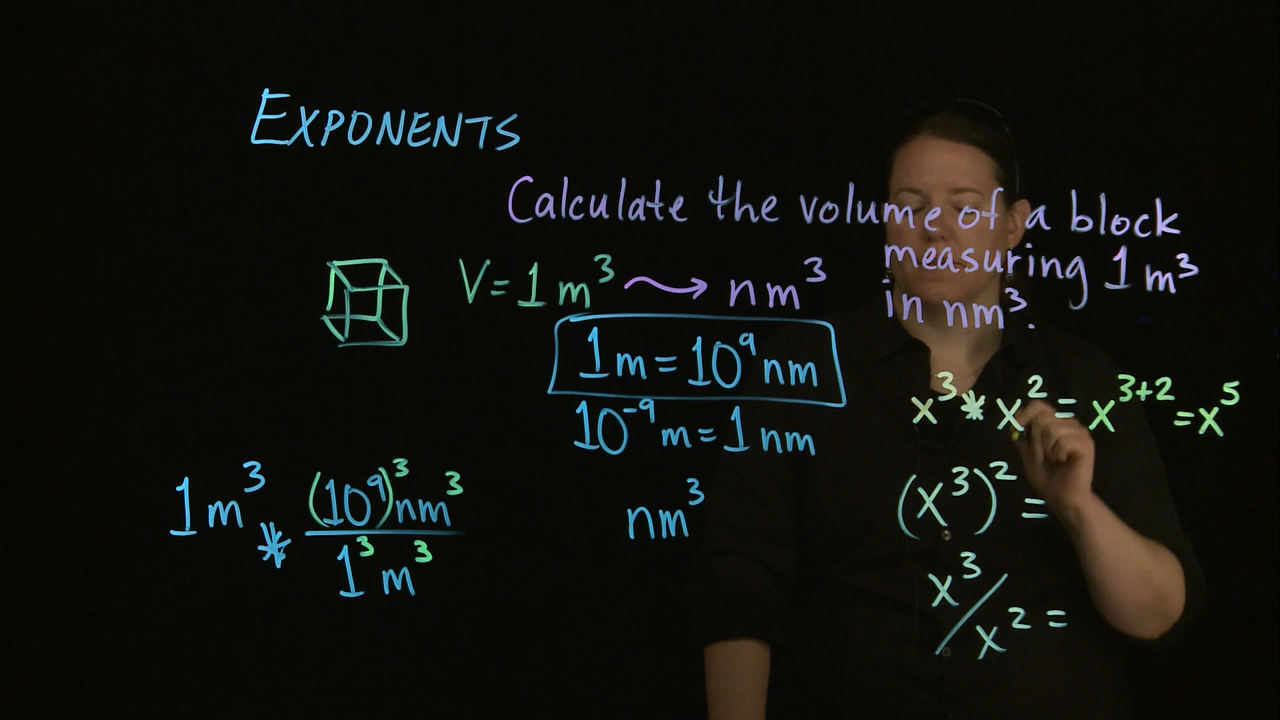 EXPONENTS
Calculate the volume of a block
measuring 1 m³
in nm³.
V = 1 m³ → nm³
1 m = 10⁹ nm
10⁻⁹ m = 1 nm
1 m³ * (10⁹)³ nm³ / 1³ m³
nm³
x³ * x² = x³⁺² = x⁵
(x³)² =
x³ / x² =